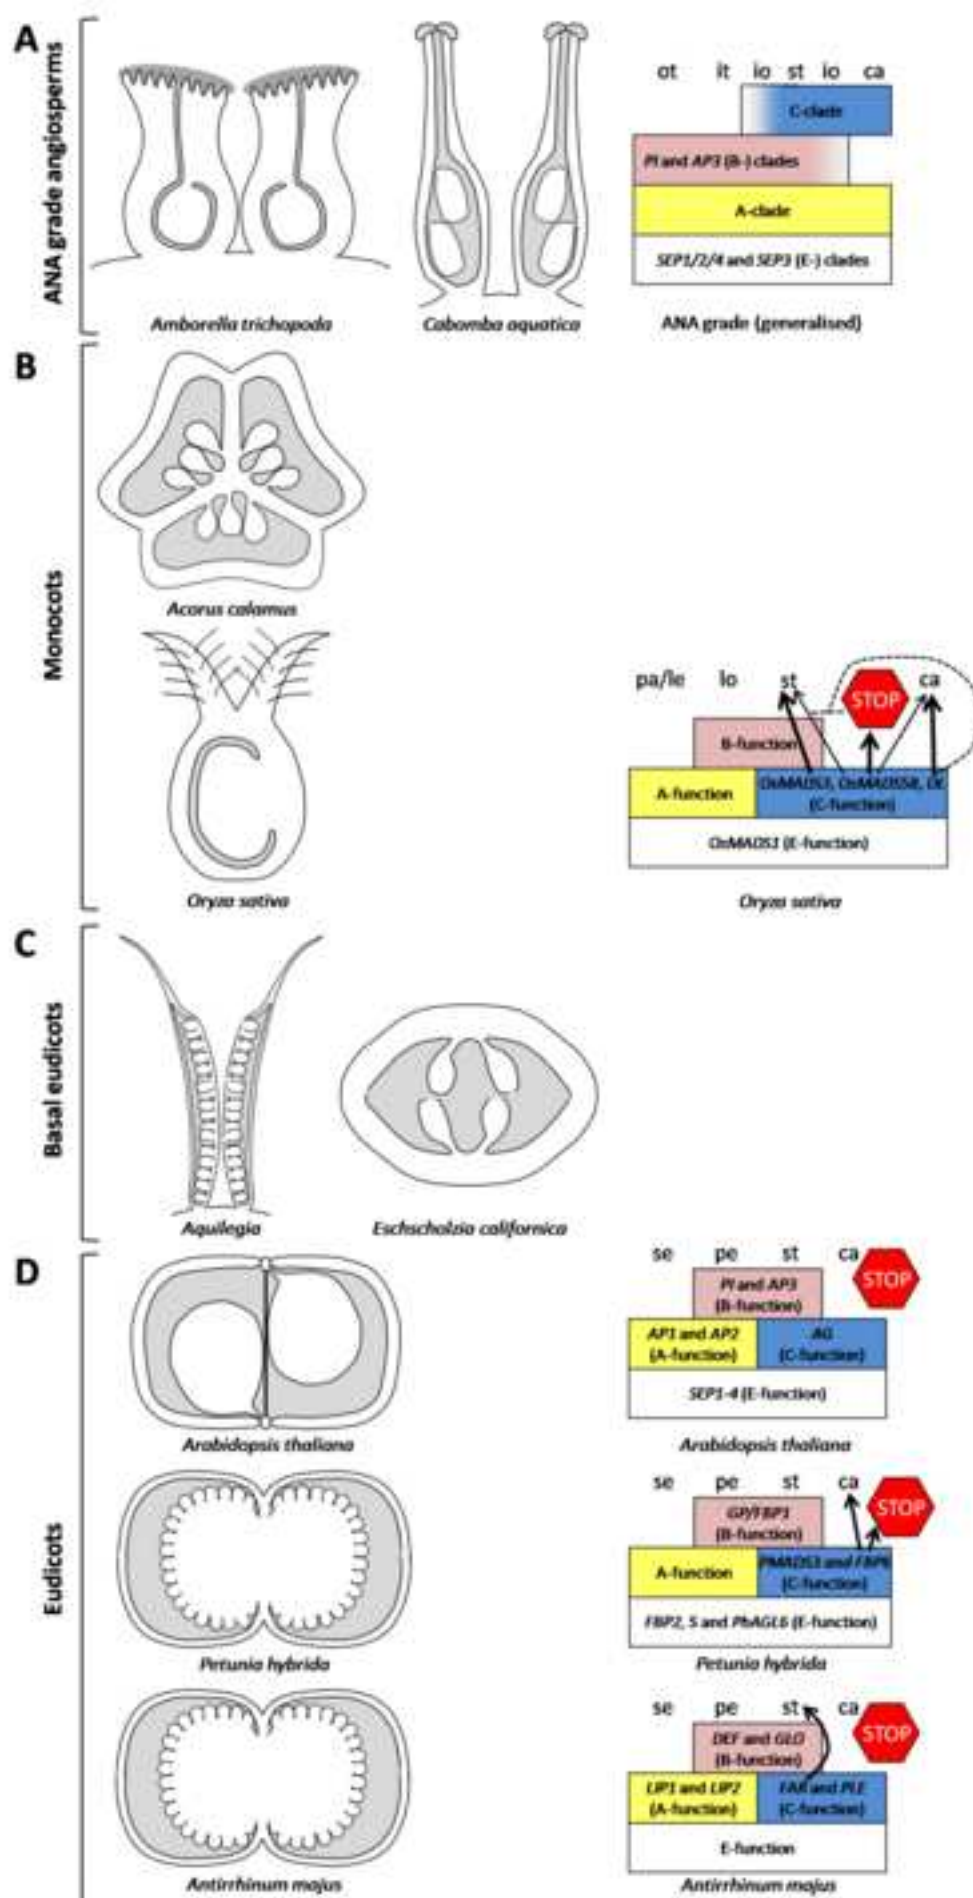 A
ANA grade angiosperms
Amborella trichopoda
Cabomba aquatica
ot it io st io ca
C-clade
PI and AP3 (B-) clades
A-clade
SEP1/2/4 and SEP3 (E-) clades
ANA grade (generalised)
B
Monocots
Acorus calamus
Oryza sativa
pa/le lo st STOP ca
B-function
A-function
OsMADS3, OsMADS58, DL
(C-function)
OsMADS1 (E-function)
Oryza sativa
C
Basal eudicots
Aquilegia
Eschscholzia californica
D
Eudicots
Arabidopsis thaliana
se pe st ca STOP
PI and AP3
(B-function)
AP1 and AP2
(A-function)
AG
(C-function)
SEP1-4 (E-function)
Arabidopsis thaliana
Petunia hybrida
se pe st ca STOP
GP/FBP1
(B-function)
A-function
PMADS3 and FBP6
(C-function)
FBP2, 5 and PhAGL6 (E-function)
Petunia hybrida
Antirrhinum majus
se pe st ca STOP
DEF and GLO
(B-function)
LIP1 and LIP2
(A-function)
FAR and PLE
(C-function)
E-function
Antirrhinum majus